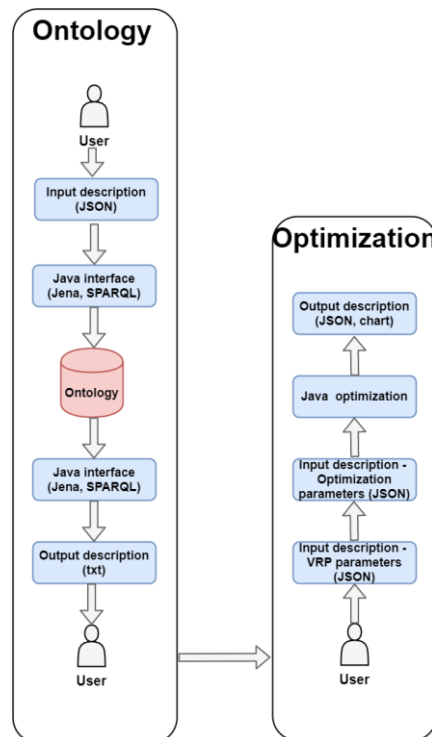 Ontology
User
Input description
(JSON)
Java interface
(Jena, SPARQL)
Ontology
Java interface
(Jena, SPARQL)
Output description
(txt)
User
Optimization
Output description
(JSON, chart)
Java optimization
Input description -
Optimization
parameters (JSON)
Input description -
VRP parameters
(JSON)
User